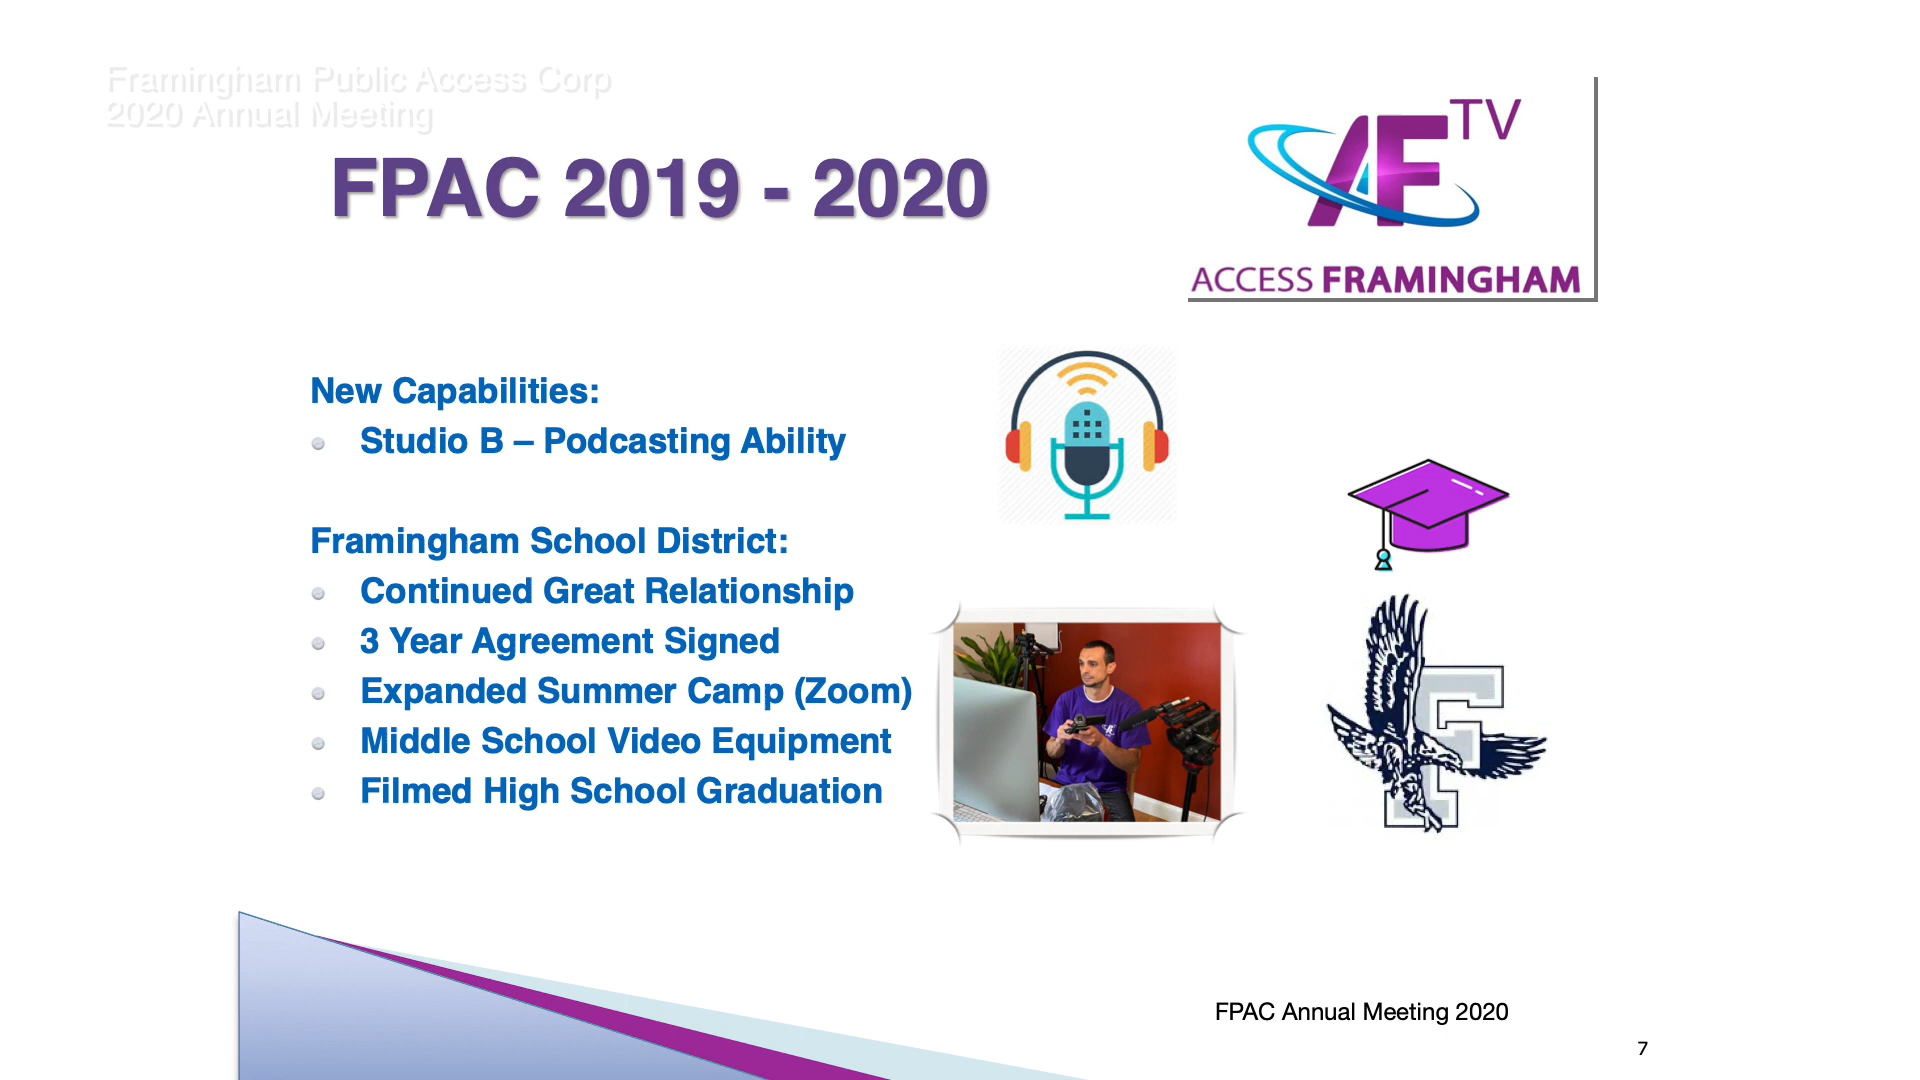 Framingham Public Access Corp
2020 Annual Meeting
FPAC 2019 - 2020
AF TV
ACCESS FRAMINGHAM
New Capabilities:
Studio B – Podcasting Ability
Framingham School District:
Continued Great Relationship
3 Year Agreement Signed
Expanded Summer Camp (Zoom)
Middle School Video Equipment
Filmed High School Graduation
F
FPAC Annual Meeting 2020
7